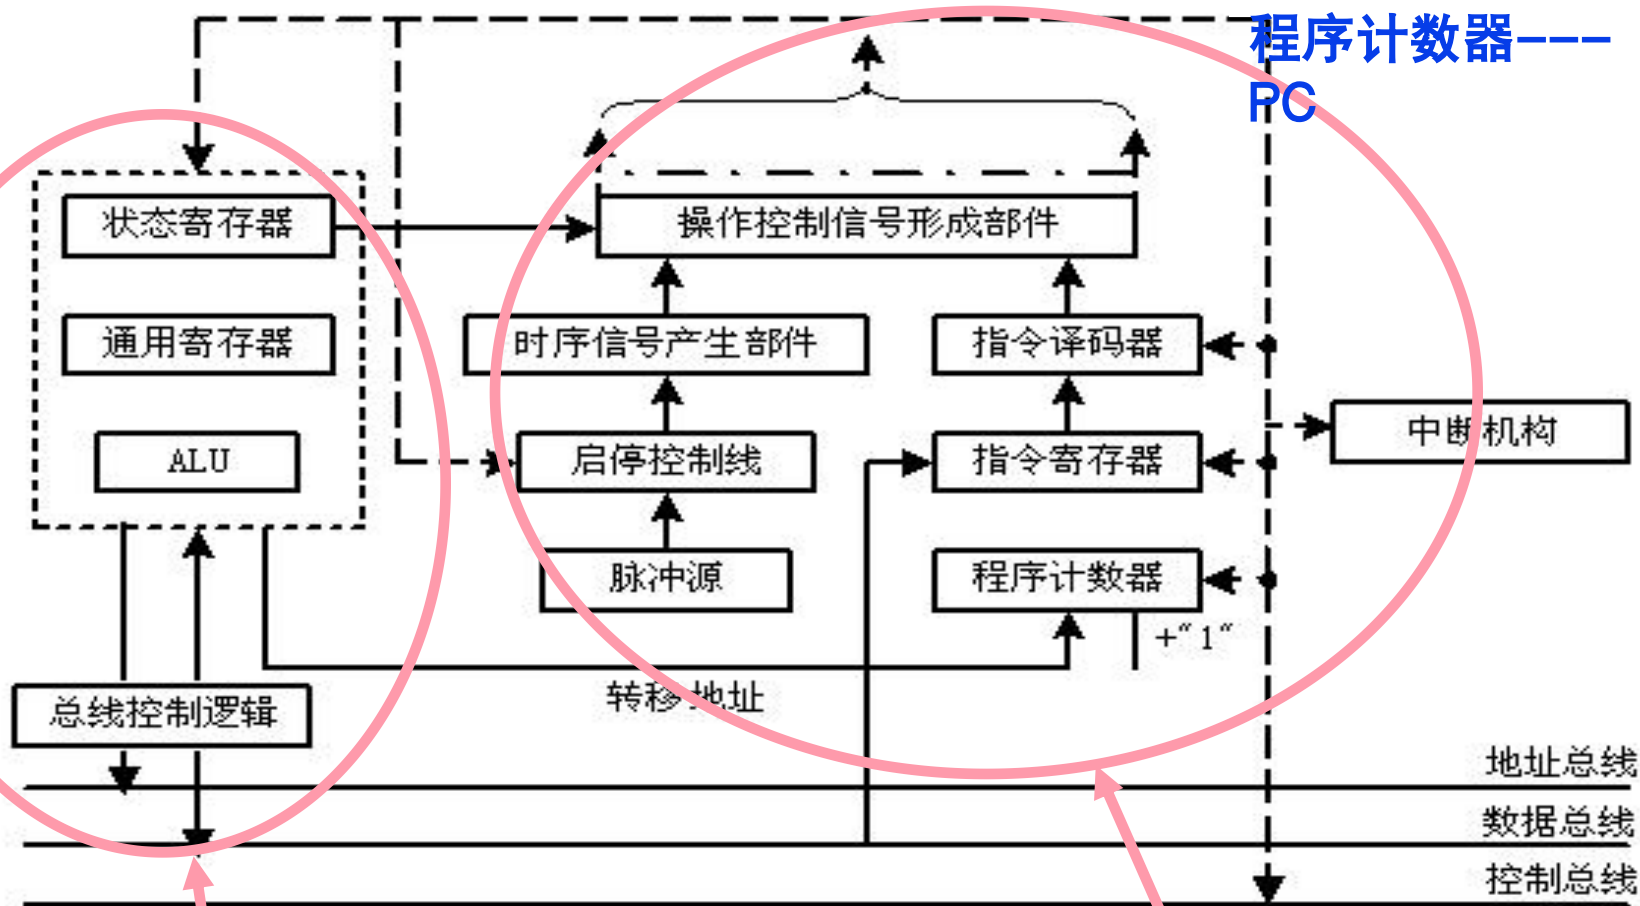 程序计数器---
PC
状态寄存器
操作控制信号形成部件
通用寄存器
时序信号产生部件
指令译码器
ALU
启停控制线
指令寄存器
中断机构
脉冲源
程序计数器
+"1"
转移地址
总线控制逻辑
地址总线
数据总线
控制总线